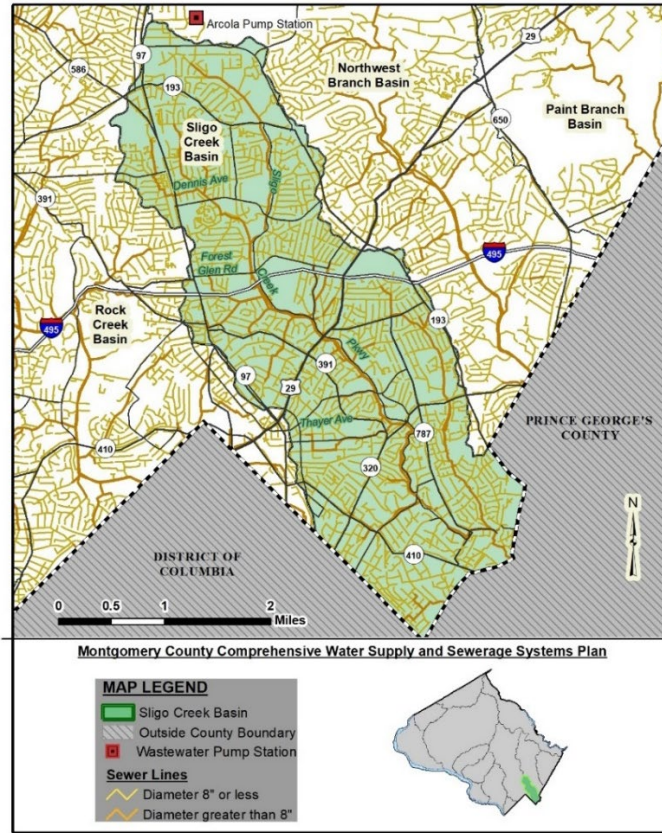 Arcola Pump Station
97
29
586
193
Northwest
Branch Basin
650
Paint Branch
Basin
Sligo
Creek
Basin
Sligo
Dennis Ave
391
Forest
Glen Rd
Creek
495
Rock
Creek
Basin
495
193
Pkwy
391
97
29
PRINCE GEORGE'S
COUNTY
Thayer Ave
787
410
320
N
DISTRICT OF
COLUMBIA
410
0 0.5 1 2
Miles
Montgomery County Comprehensive Water Supply and Sewerage Systems Plan
MAP LEGEND
Sligo Creek Basin
Outside County Boundary
Wastewater Pump Station
Sewer Lines
Diameter 8" or less
Diameter greater than 8"